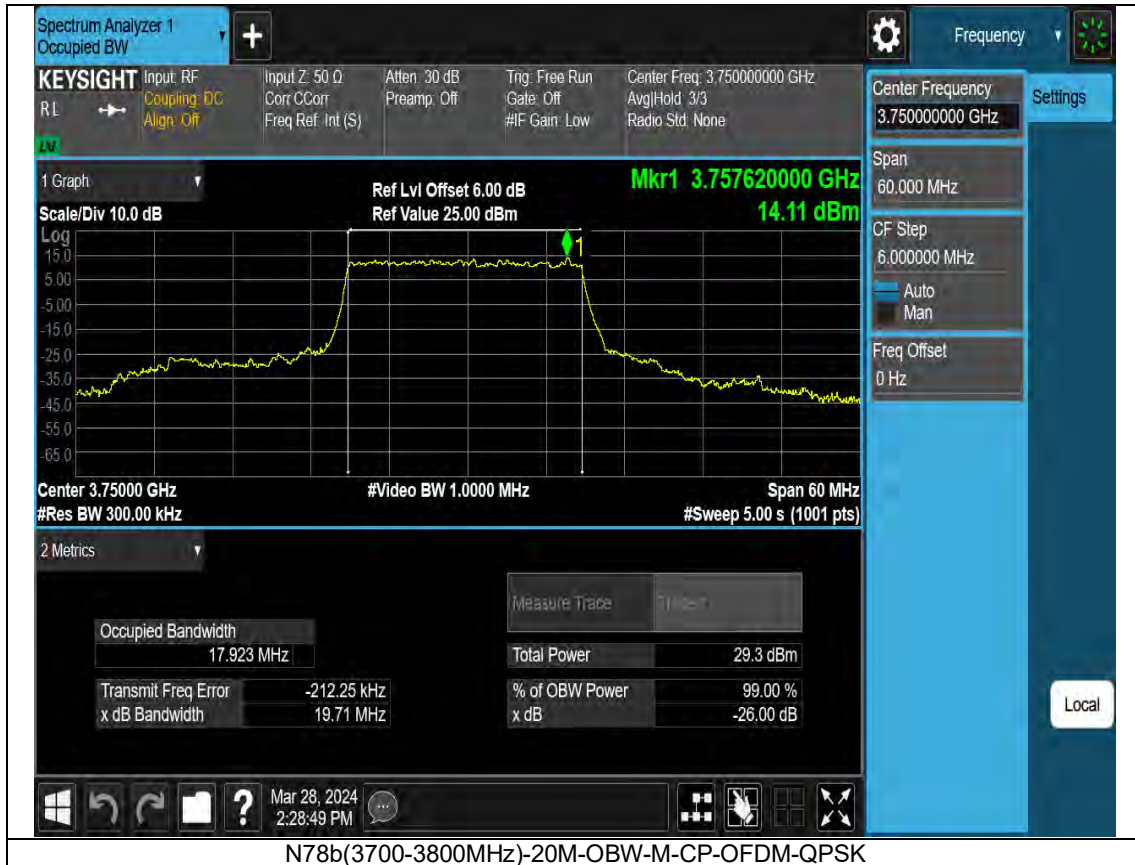 Spectrum Analyzer 1
Occupied BW
Frequency
KEYSIGHT
RL
Input: RF
Coupling: DC
Align: Off
Input Z: 50 Ω
Corr CCorr
Freq Ref: Int (S)
Atten: 30 dB
Preamp: Off
Trig: Free Run
Gate: Off
#IF Gain: Low
Center Freq: 3.750000000 GHz
Avg|Hold: 3/3
Radio Std: None
Center Frequency
3.750000000 GHz
Settings
Span
60.000 MHz
CF Step
6.000000 MHz
Auto
Man
Freq Offset
0 Hz
Local
1 Graph
Scale/Div 10.0 dB
Ref Lvl Offset 6.00 dB
Ref Value 25.00 dBm
Mkr1 3.757620000 GHz
14.11 dBm
Log
15.0
5.00
-5.00
-15.0
-25.0
-35.0
-45.0
-55.0
-65.0
1
Center 3.75000 GHz
#Res BW 300.00 kHz
#Video BW 1.0000 MHz
Span 60 MHz
#Sweep 5.00 s (1001 pts)
2 Metrics
Measure Trace
Occupied Bandwidth
17.923 MHz
Total Power 29.3 dBm
Transmit Freq Error -212.25 kHz
% of OBW Power 99.00 %
x dB Bandwidth 19.71 MHz
x dB -26.00 dB
?
Mar 28, 2024
2:28:49 PM
N78b(3700-3800MHz)-20M-OBW-M-CP-OFDM-QPSK